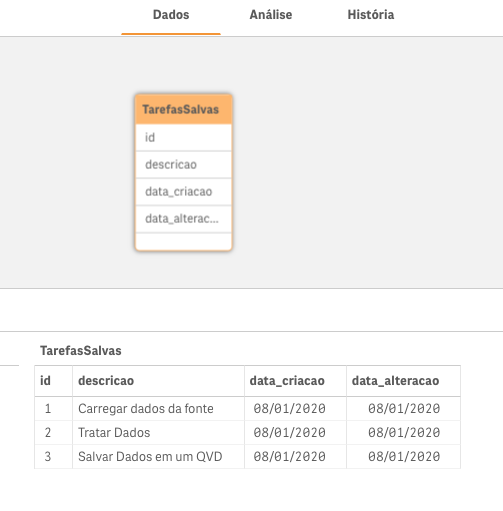 Dados Análise História
TarefasSalvas
id
descricao
data_criacao
data_alterac...
TarefasSalvas
id descricao data_criacao data_alteracao
1 Carregar dados da fonte 08/01/2020 08/01/2020
2 Tratar Dados 08/01/2020 08/01/2020
3 Salvar Dados em um QVD 08/01/2020 08/01/2020